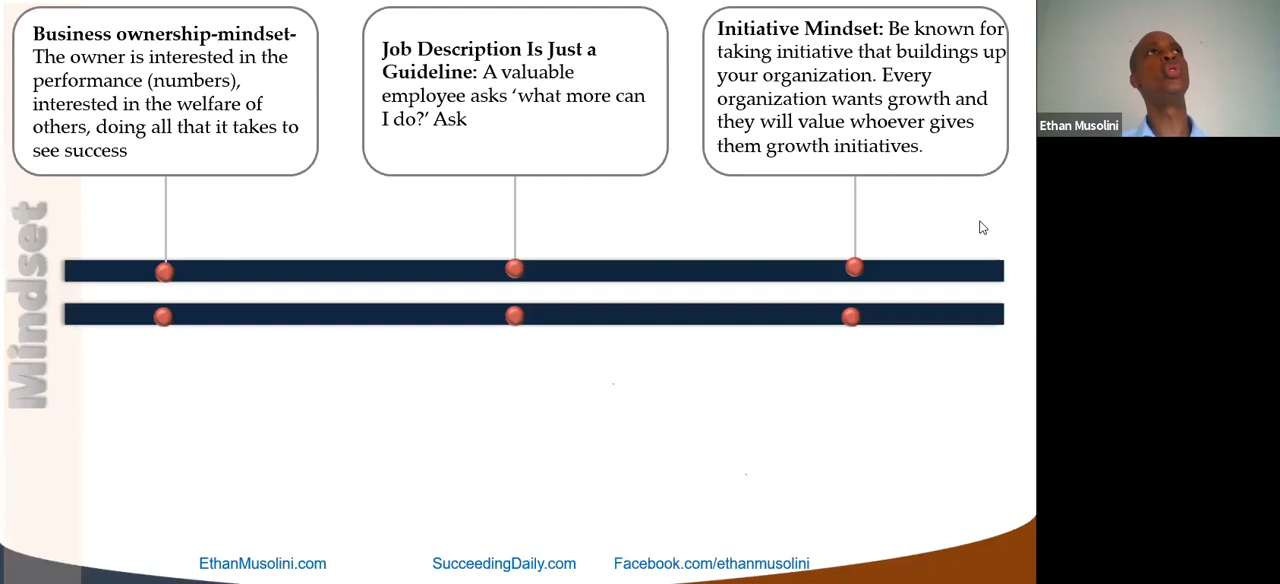 Business ownership-mindset-
The owner is interested in the
performance (numbers),
interested in the welfare of
others, doing all that it takes to
see success
Job Description Is Just a
Guideline: A valuable
employee asks ‘what more can
I do?’ Ask
Initiative Mindset: Be known for
taking initiative that buildings up
your organization. Every
organization wants growth and
they will value whoever gives
them growth initiatives.
Ethan Musolini
Mindset
EthanMusolini.com
SucceedingDaily.com
Facebook.com/ethanmusolini